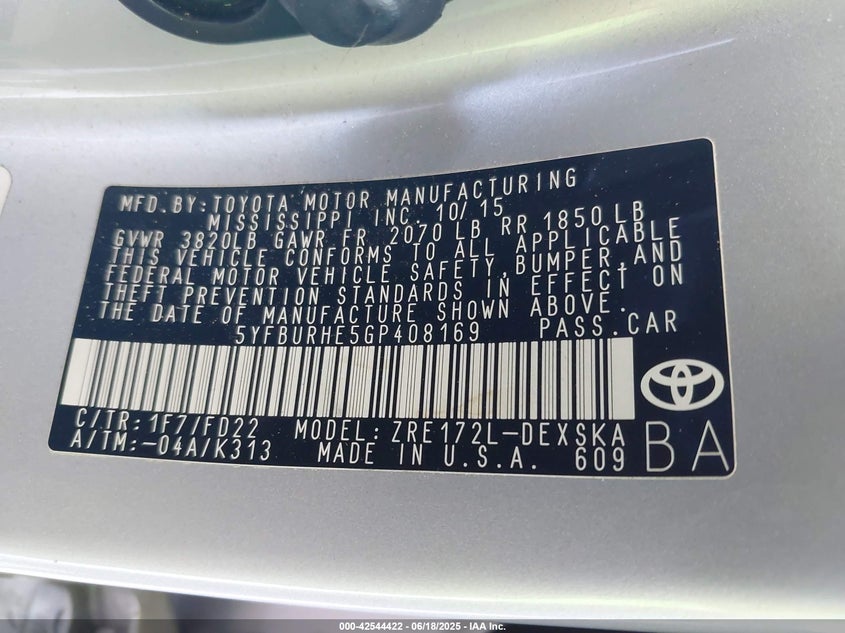 MFD.BY:TOYOTA MOTOR MANUFACTURING
MISSISSIPPI INC. 10/15
GVWR 3820LB GAWR FR 2070 LB RR 1850 LB
THIS VEHICLE CONFORMS TO ALL APPLICABLE
FEDERAL MOTOR VEHICLE SAFETY,BUMPER,AND
THEFT PREVENTION STANDARDS IN EFFECT ON
THE DATE OF MANUFACTURE SHOWN ABOVE.
5YFBURHE5GP408169 PASS.CAR
C/TR:1F7/FD22 MODEL:ZRE172L-DEXSKA
A/TM:-04A/K313 MADE IN U.S.A. 609
BA
000-42544422 - 06/18/2025 - IAA Inc.